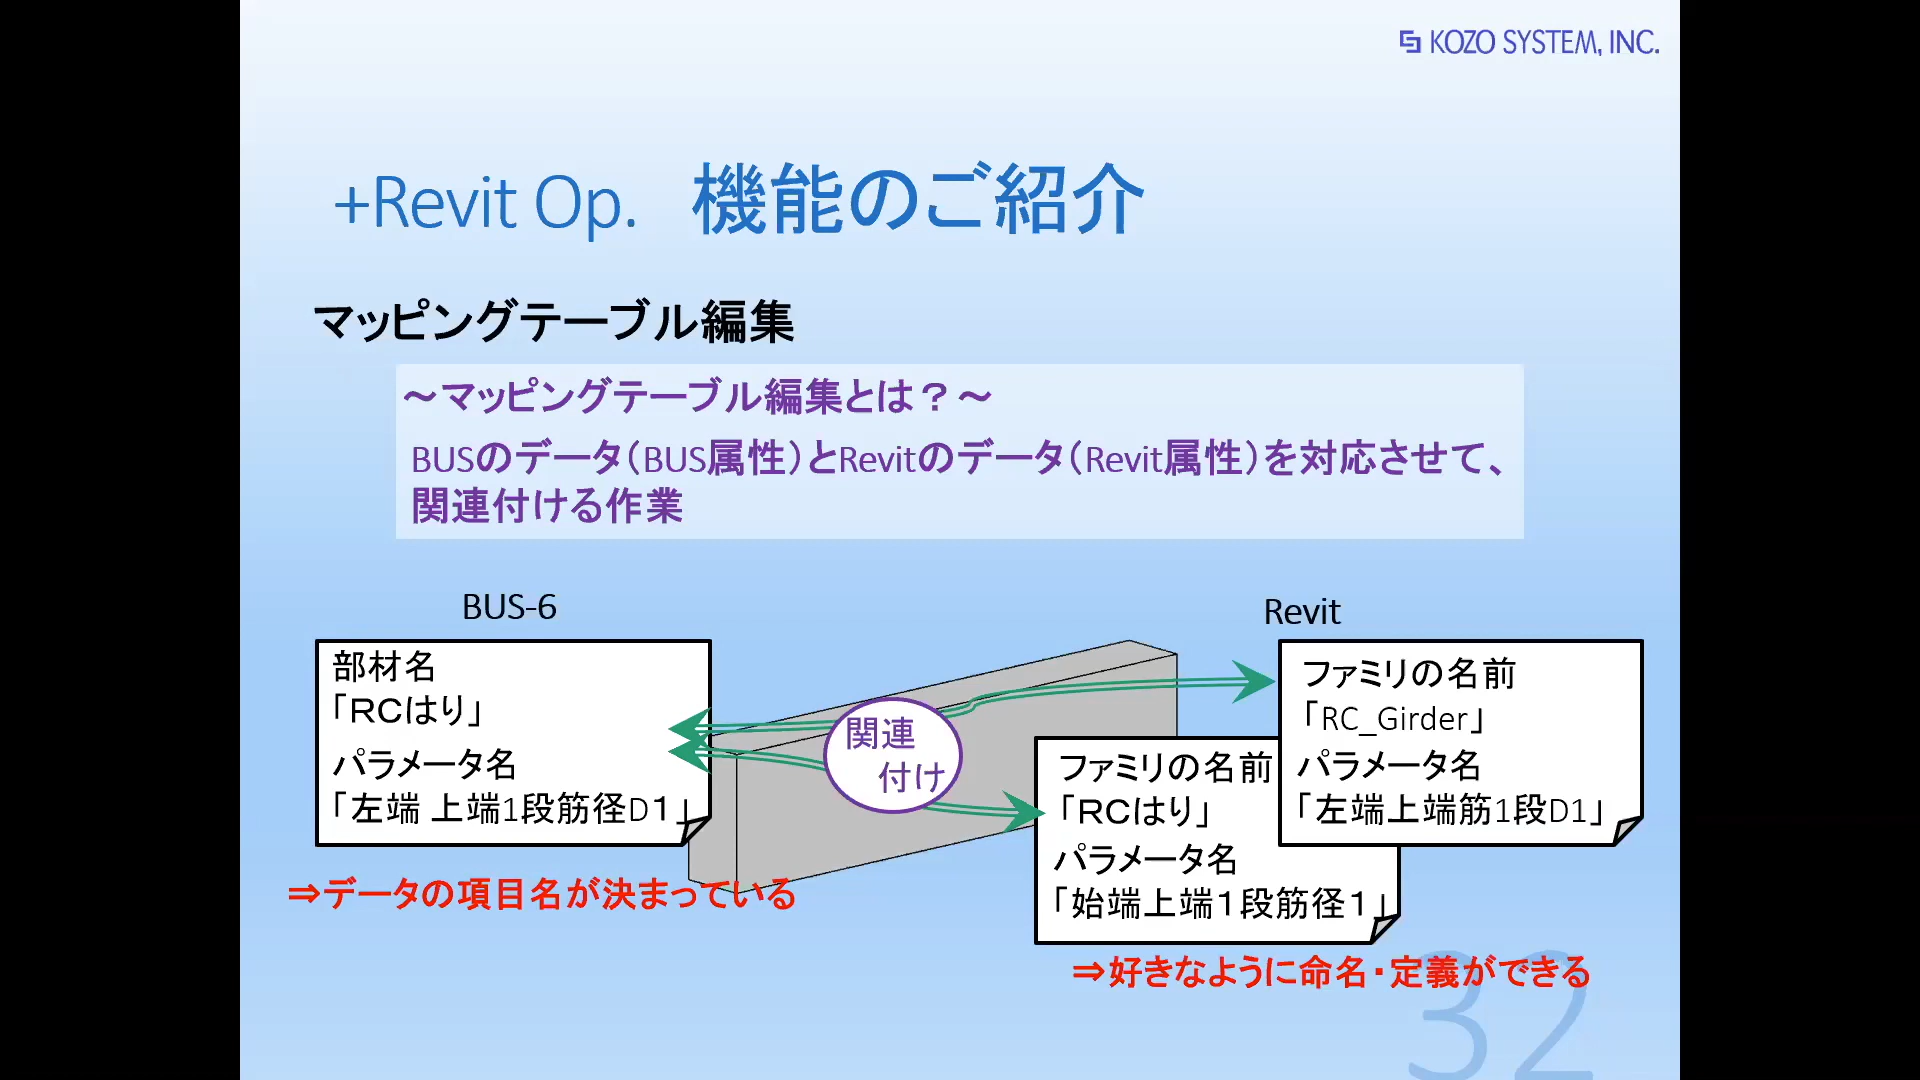 KOZO SYSTEM, INC.
+Revit Op. 機能のご紹介
マッピングテーブル編集
～マッピングテーブル編集とは？～
BUSのデータ（BUS属性）とRevitのデータ（Revit属性）を対応させて、
関連付ける作業
BUS-6
部材名
「RCはり」
パラメータ名
「左端 上端1段筋径D１」
⇒データの項目名が決まっている
関連
付け
Revit
ファミリの名前
「RC_Girder」
パラメータ名
「左端上端筋1段D1」
ファミリの名前
「RCはり」
パラメータ名
「始端上端１段筋径１」
⇒好きなように命名・定義ができる
32